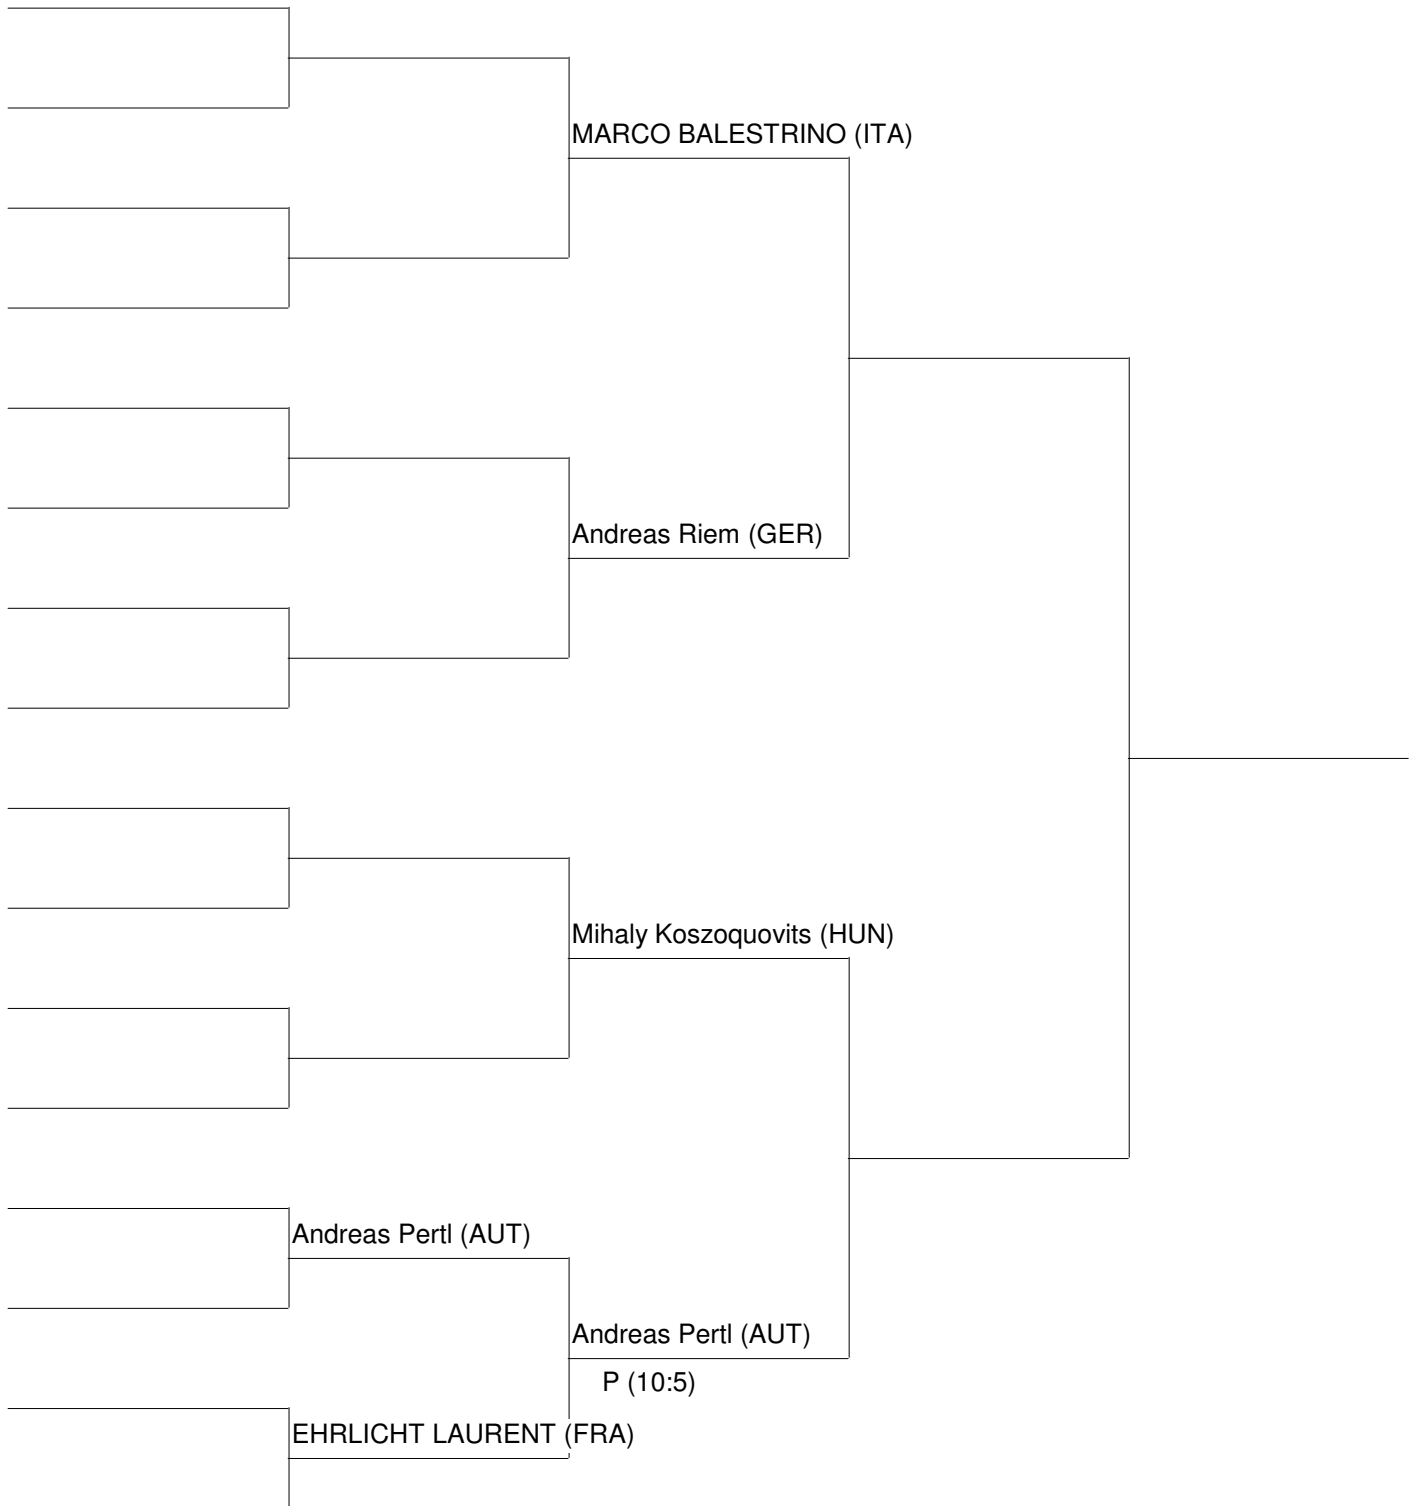 MARCO BALESTRINO (ITA)
Andreas Riem (GER)
Mihaly Koszoquovits (HUN)
Andreas Pertl (AUT)
Andreas Pertl (AUT)
P (10:5)
EHRLICHT LAURENT (FRA)